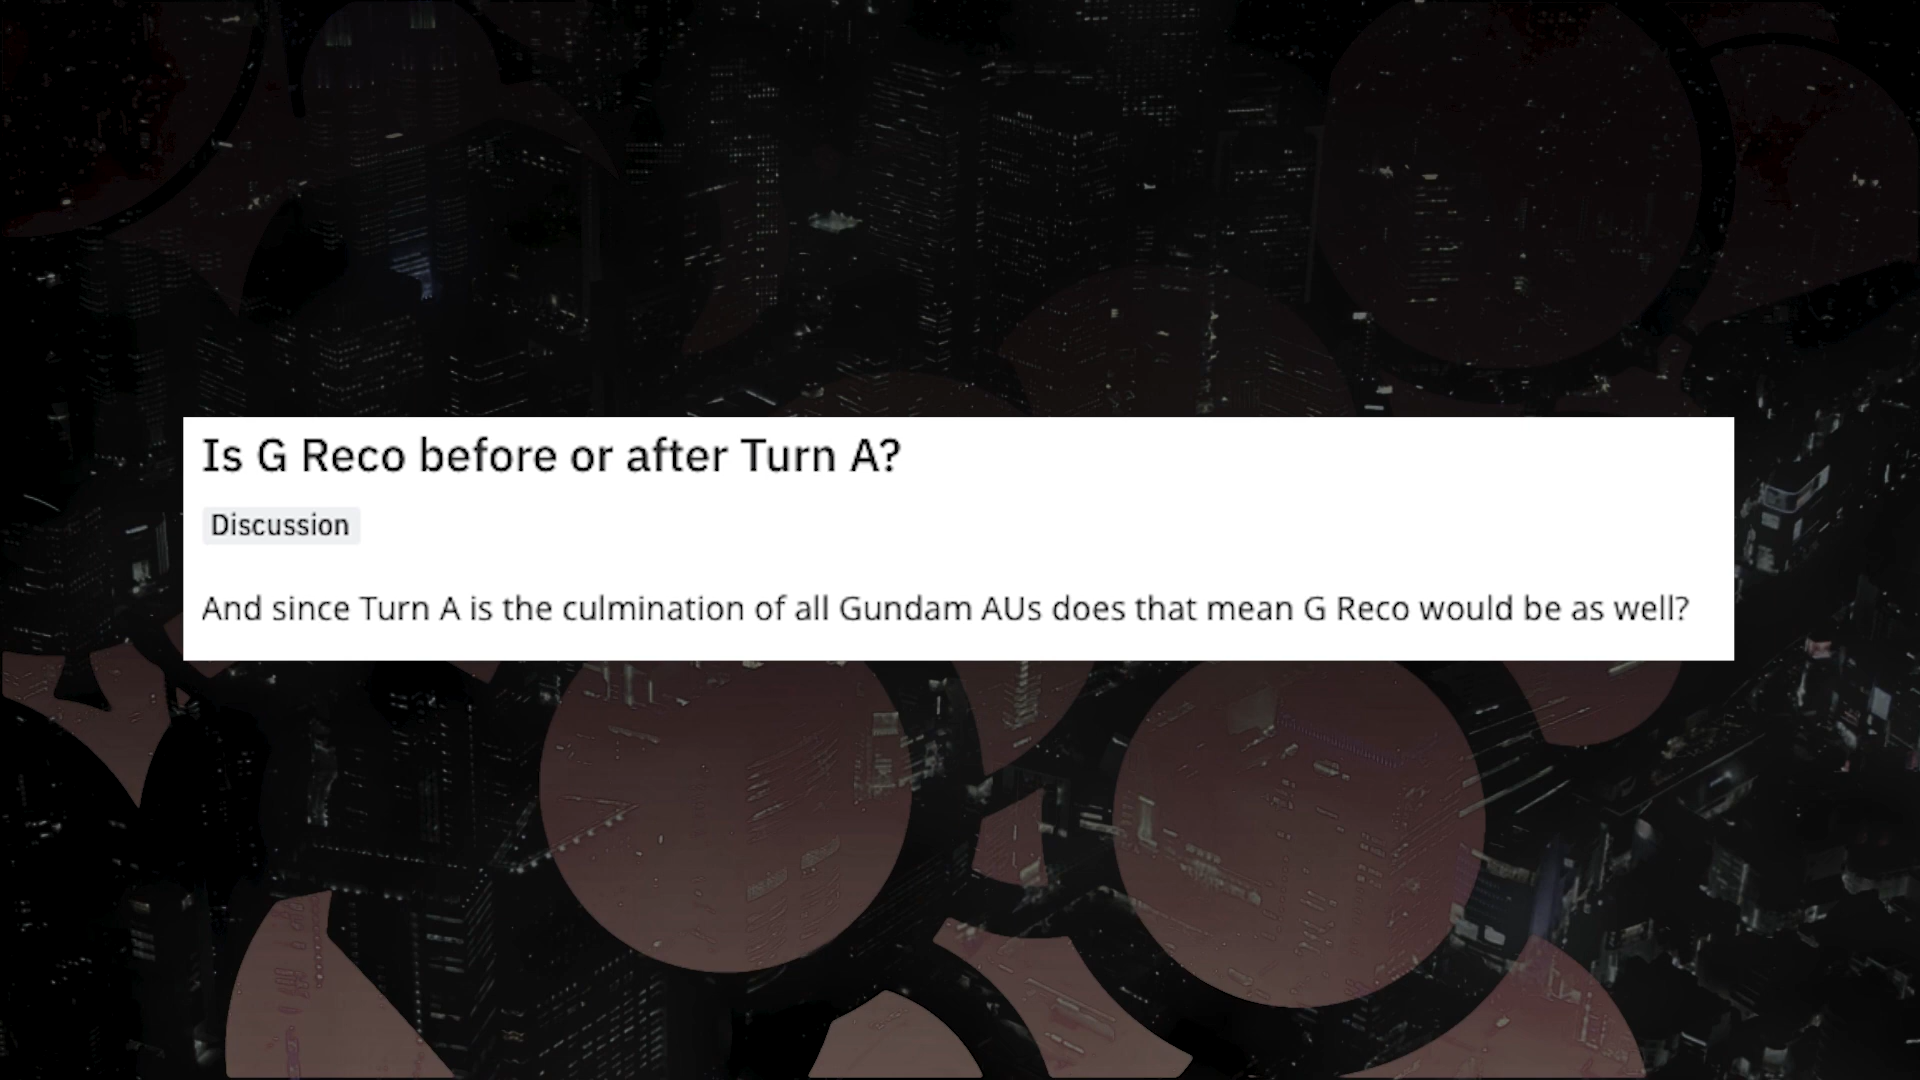 Is G Reco before or after Turn A?
Discussion
And since Turn A is the culmination of all Gundam AUs does that mean G Reco would be as well?